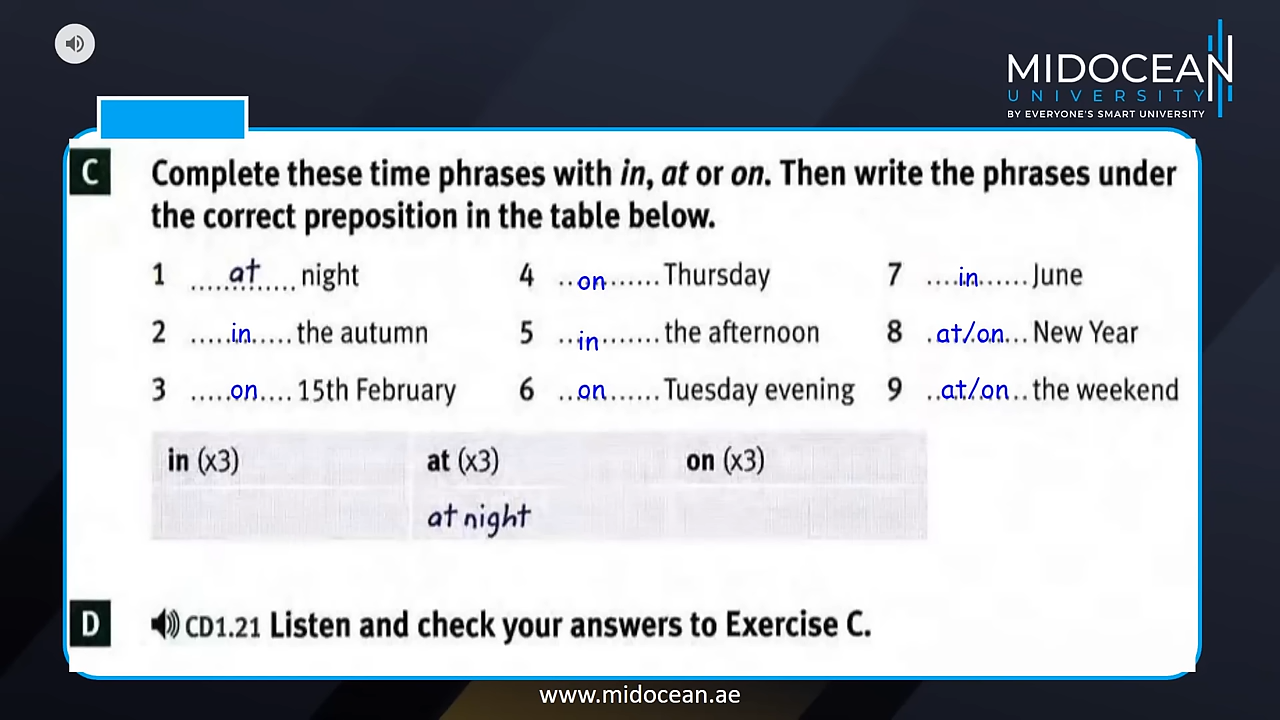 MIDOCEAN
UNIVERSITY
BY EVERYONE'S SMART UNIVERSITY
C Complete these time phrases with in, at or on. Then write the phrases under
the correct preposition in the table below.
1 at night 4 on Thursday 7 in June
2 in the autumn 5 in the afternoon 8 at/on New Year
3 on 15th February 6 on Tuesday evening 9 at/on the weekend
in (x3) at (x3) on (x3)
at night
D CD1.21 Listen and check your answers to Exercise C.
www.midocean.ae